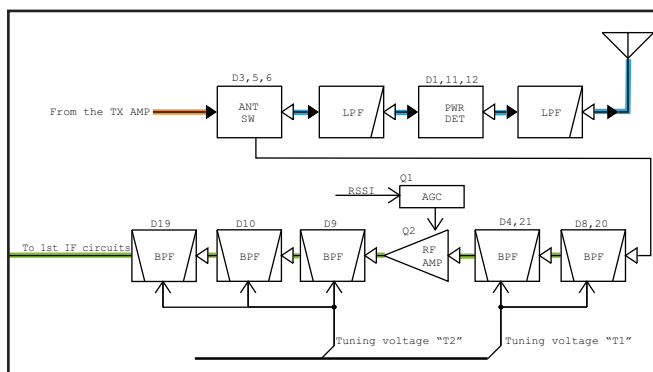 D3,5,6
D1,11,12
From the TX AMP
ANT
SW
LPF
PWR
DET
LPF
Q1
RSSI
AGC
D19
D10
D9
Q2
D4,21
D8,20
To 1st IF circuits
BPF
BPF
BPF
RF
AMP
BPF
BPF
Tuning voltage “T2”
Tuning voltage “T1”